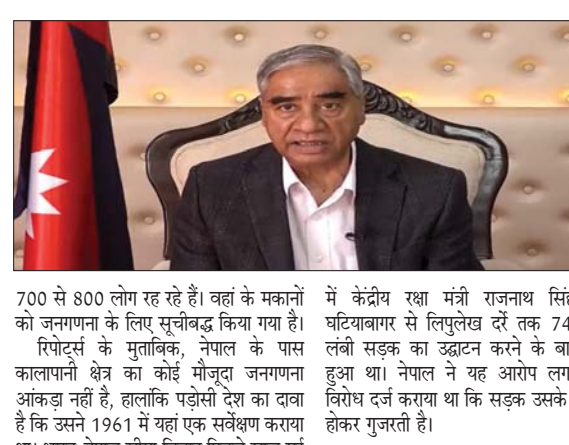 700 से 800 लोग रह रहे हैं। वहां के मकानों
को जनगणना के लिए सूचीबद्ध किया गया है।
रिपोर्ट्स के मुताबिक, नेपाल के पास
कालापानी क्षेत्र का कोई मौजूदा जनगणना
आंकड़ा नहीं है, हालांकि पड़ोसी देश का दावा
है कि उसने 1961 में यहां एक सर्वेक्षण कराया
में केंद्रीय रक्षा मंत्री राजनाथ सिंह
घटियाबागर से लिपुलेख दर्रे तक 74
लंबी सड़क का उद्घाटन करने के बा
हुआ था। नेपाल ने यह आरोप लग
विरोध दर्ज कराया था कि सड़क उसके
होकर गुजरती है।